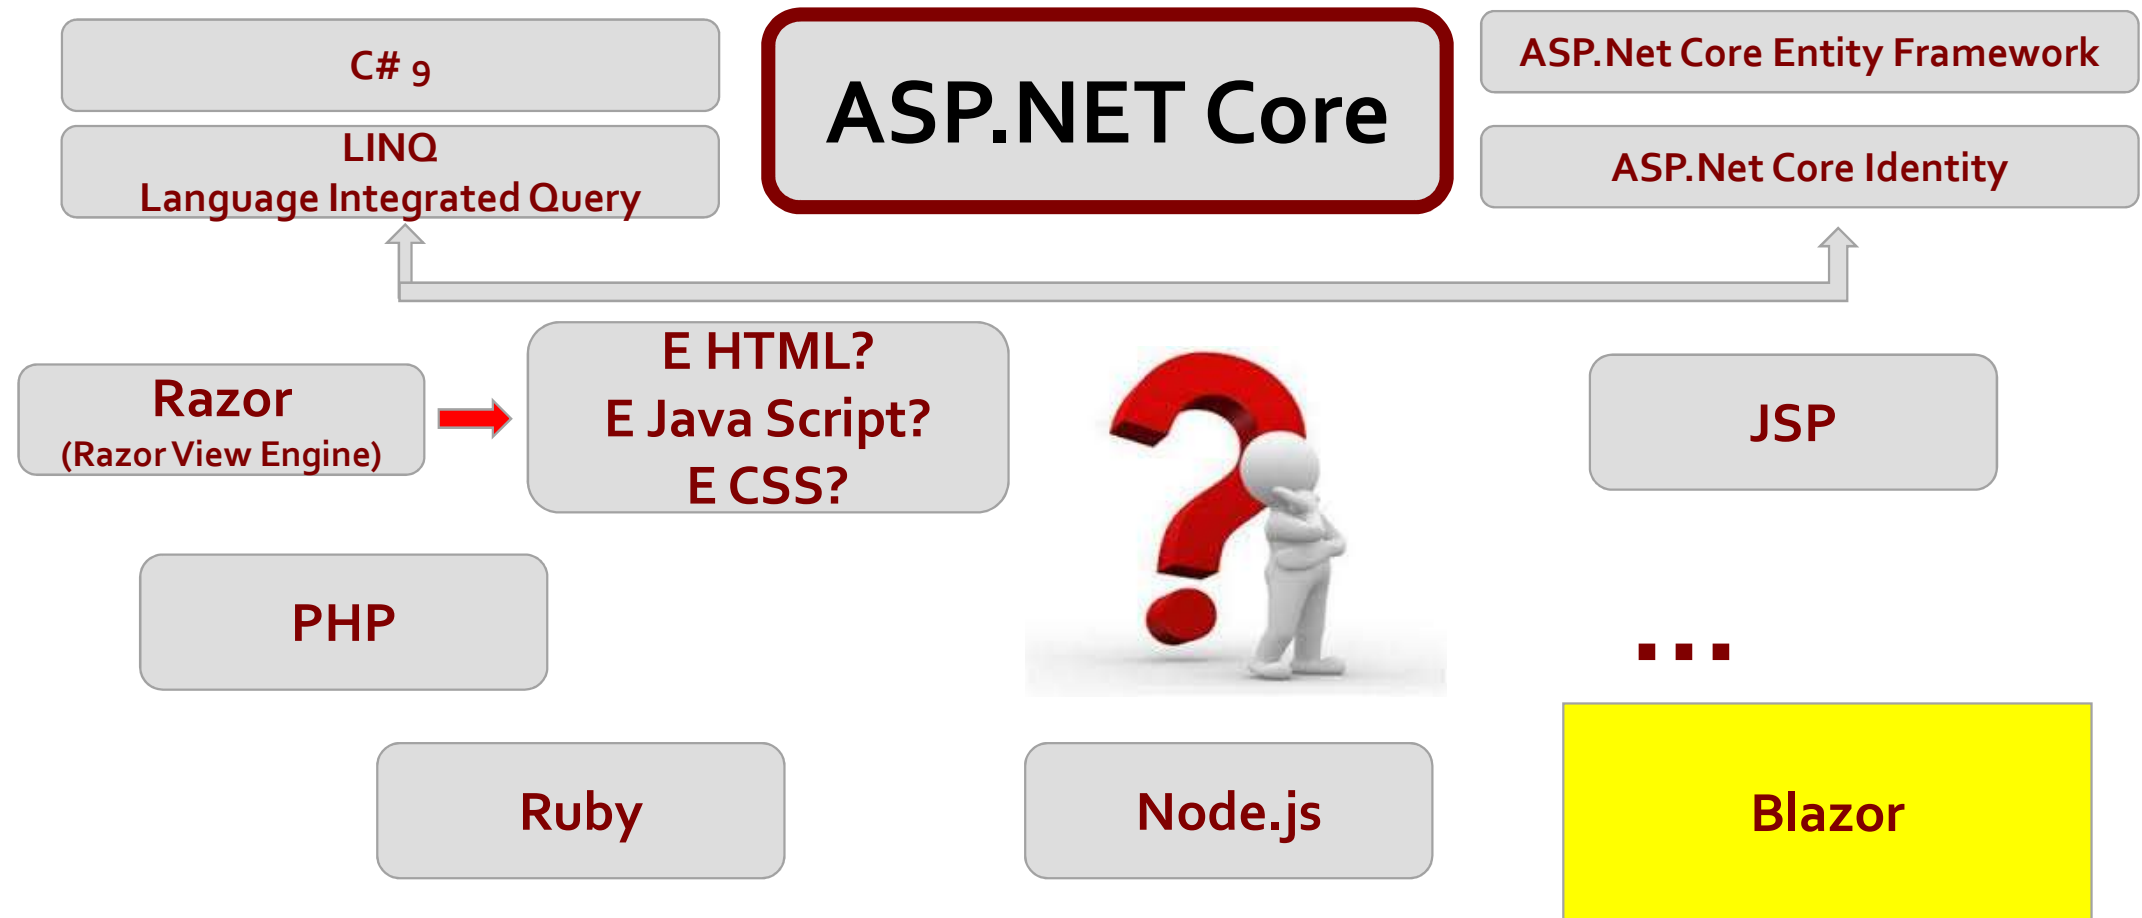 C# 9
LINQ
Language Integrated Query
ASP.NET Core
ASP.Net Core Entity Framework
ASP.Net Core Identity
Razor
(Razor View Engine)
E HTML?
E Java Script?
E CSS?
?
JSP
PHP
...
Ruby
Node.js
Blazor